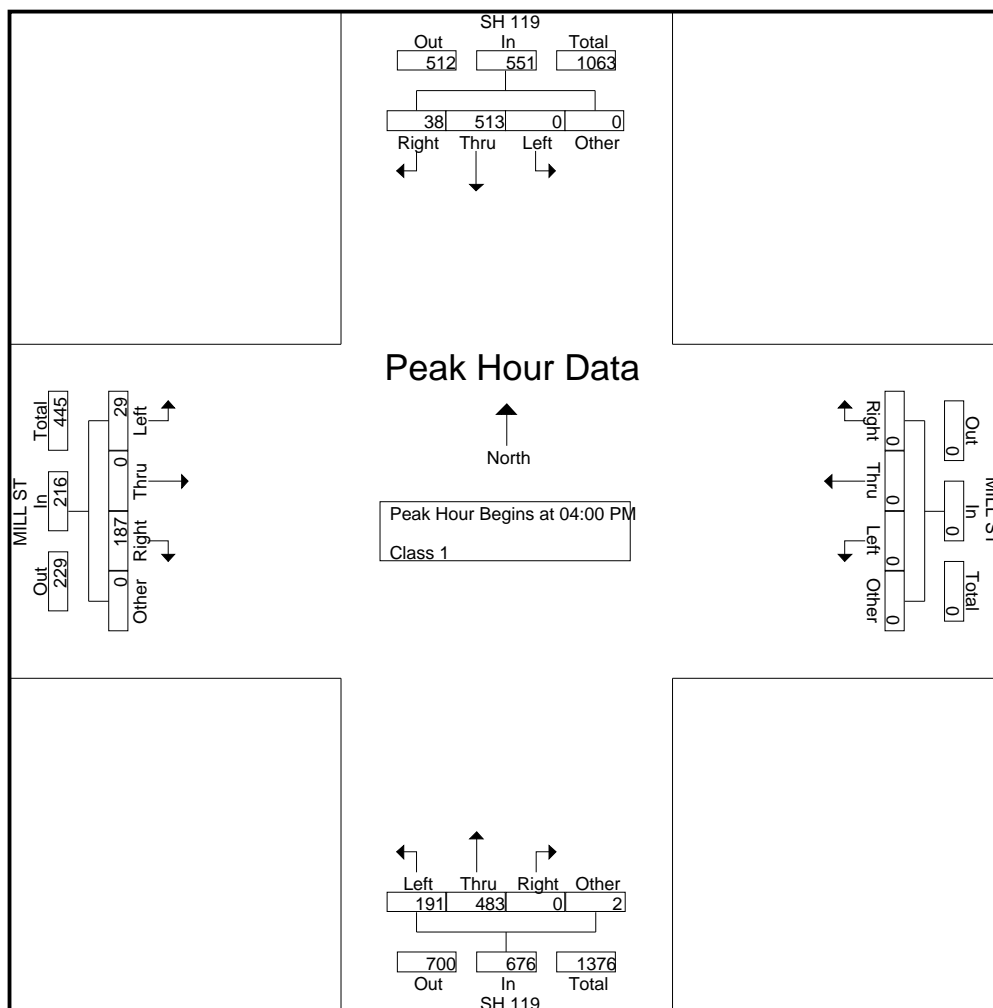 SH 119
Out In Total
512 551 1063
38 513 0 0
Right Thru Left Other
Peak Hour Data
North
Peak Hour Begins at 04:00 PM
Class 1
MILL ST
Total In Out
445 216 229
29 0 187 0
Left Thru Right Other
MILL ST
Out In Total
0 0 0
Right Thru Left Other
0 0 0 0
Left Thru Right Other
191 483 0 2
700 676 1376
Out In Total
SH 119